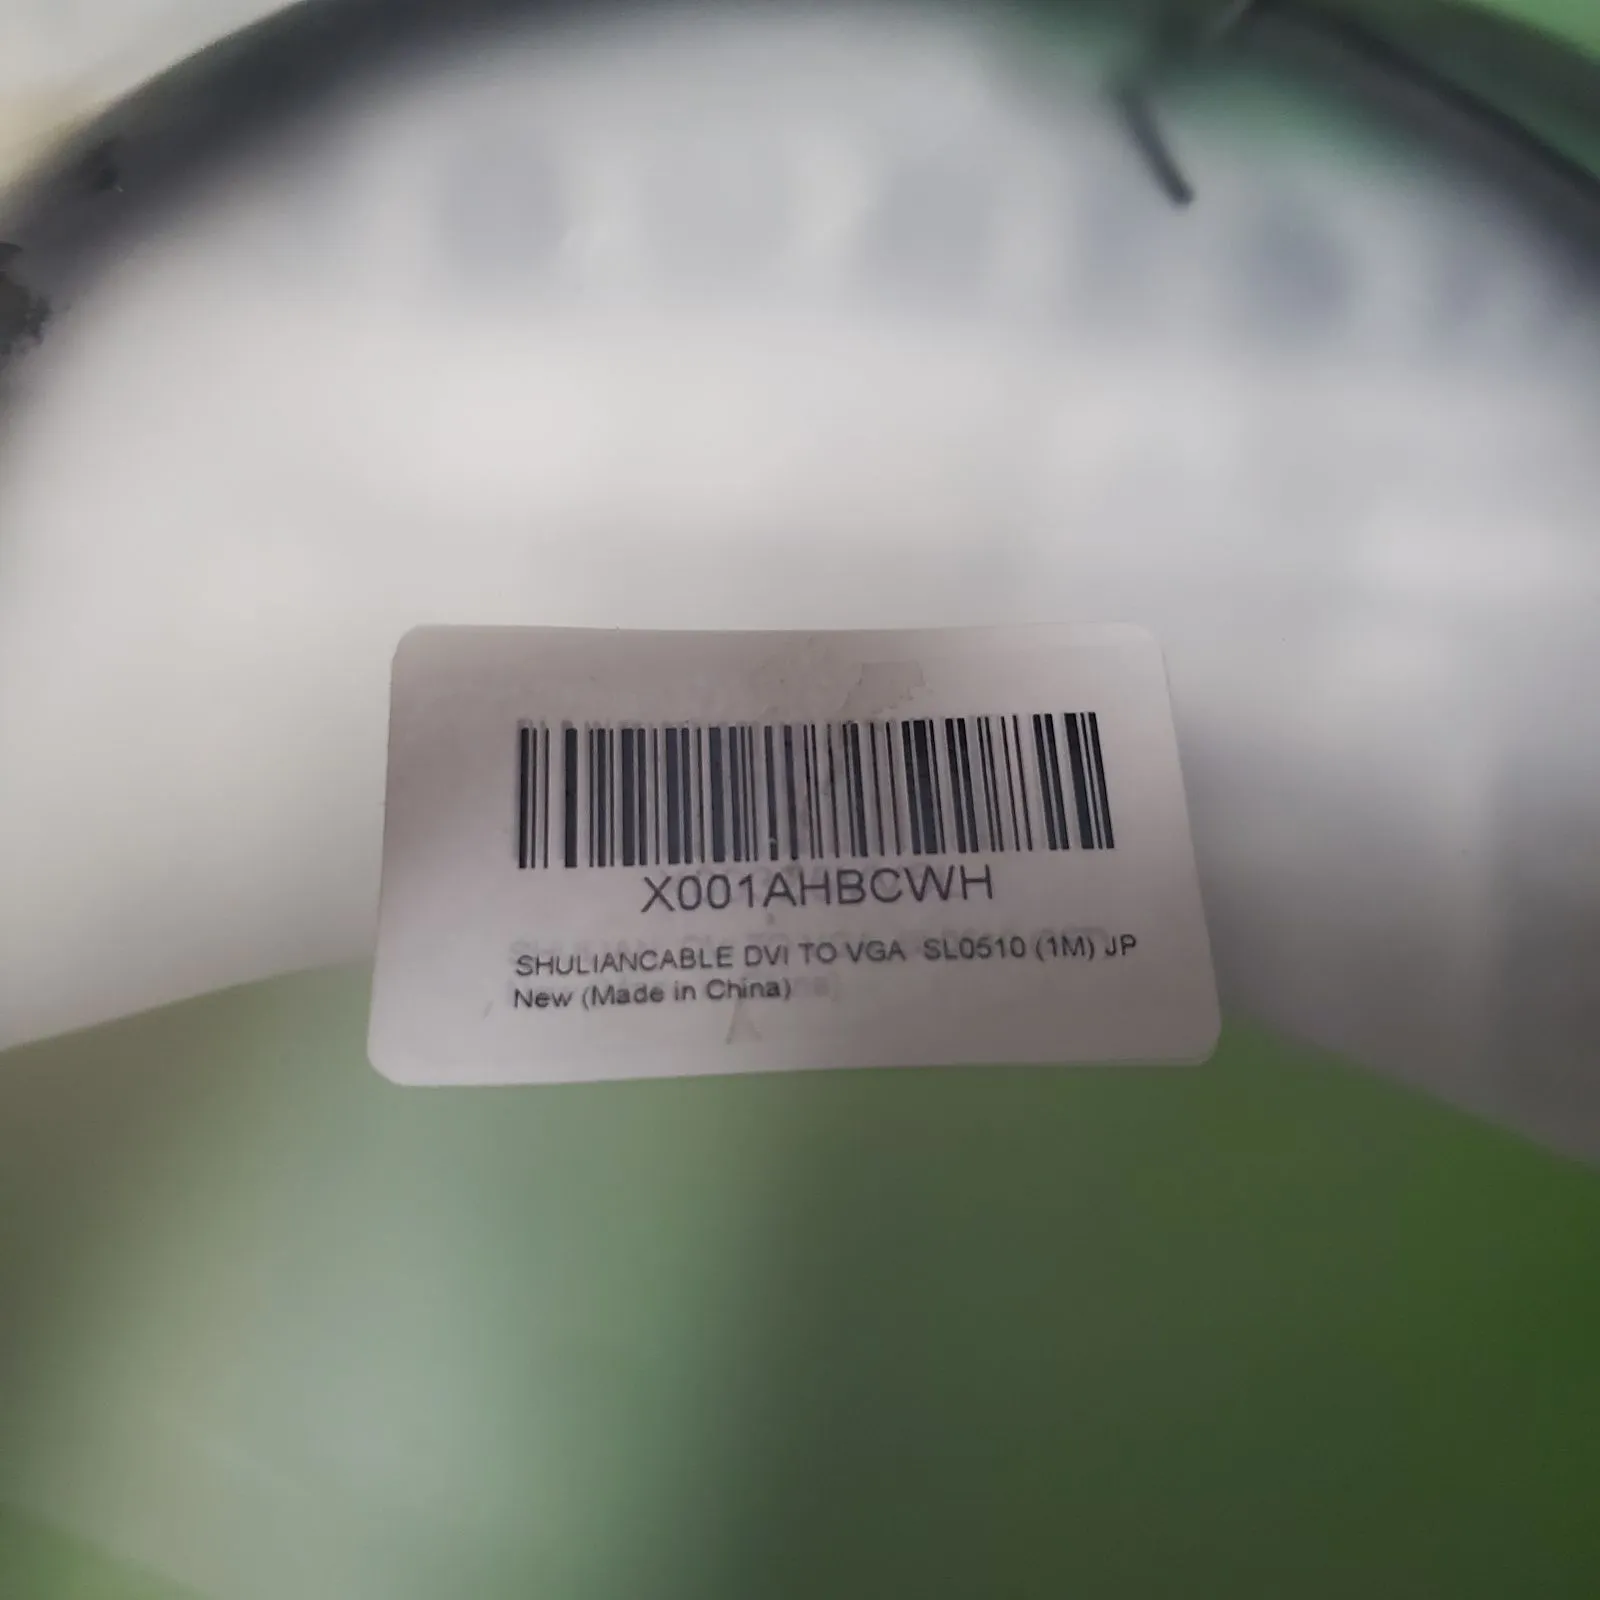 X001AHBCWH
SHULIANCABLE DVI TO VGA SL0510 (1M) JP
New (Made in China)